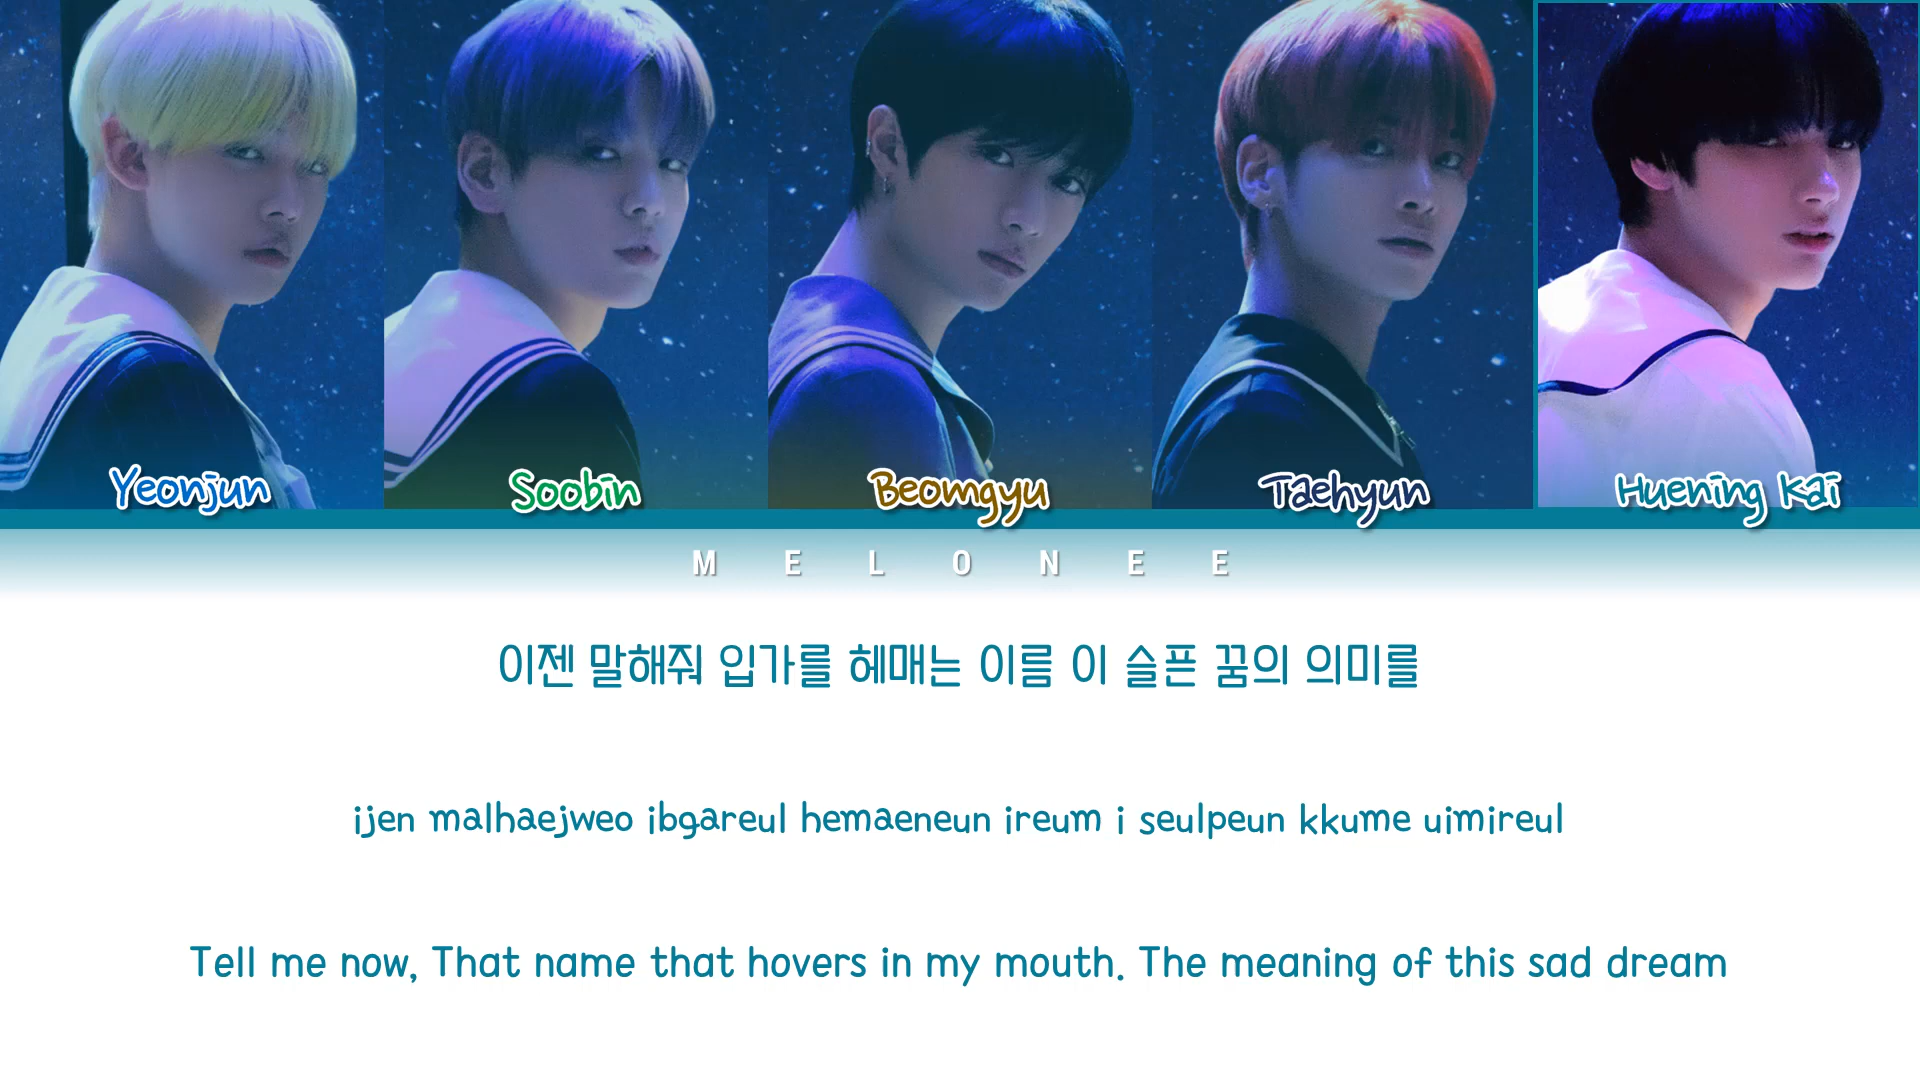 Yeonjun Soobin Beomgyu Taehyun Huening Kai
MELONEE
이젠 말해줘 입가를 헤매는 이름 이 슬픈 꿈의 의미를
ijen malhaejweo ibgareul hemaeneun ireum i seulpeun kkume uimireul
Tell me now, That name that hovers in my mouth. The meaning of this sad dream